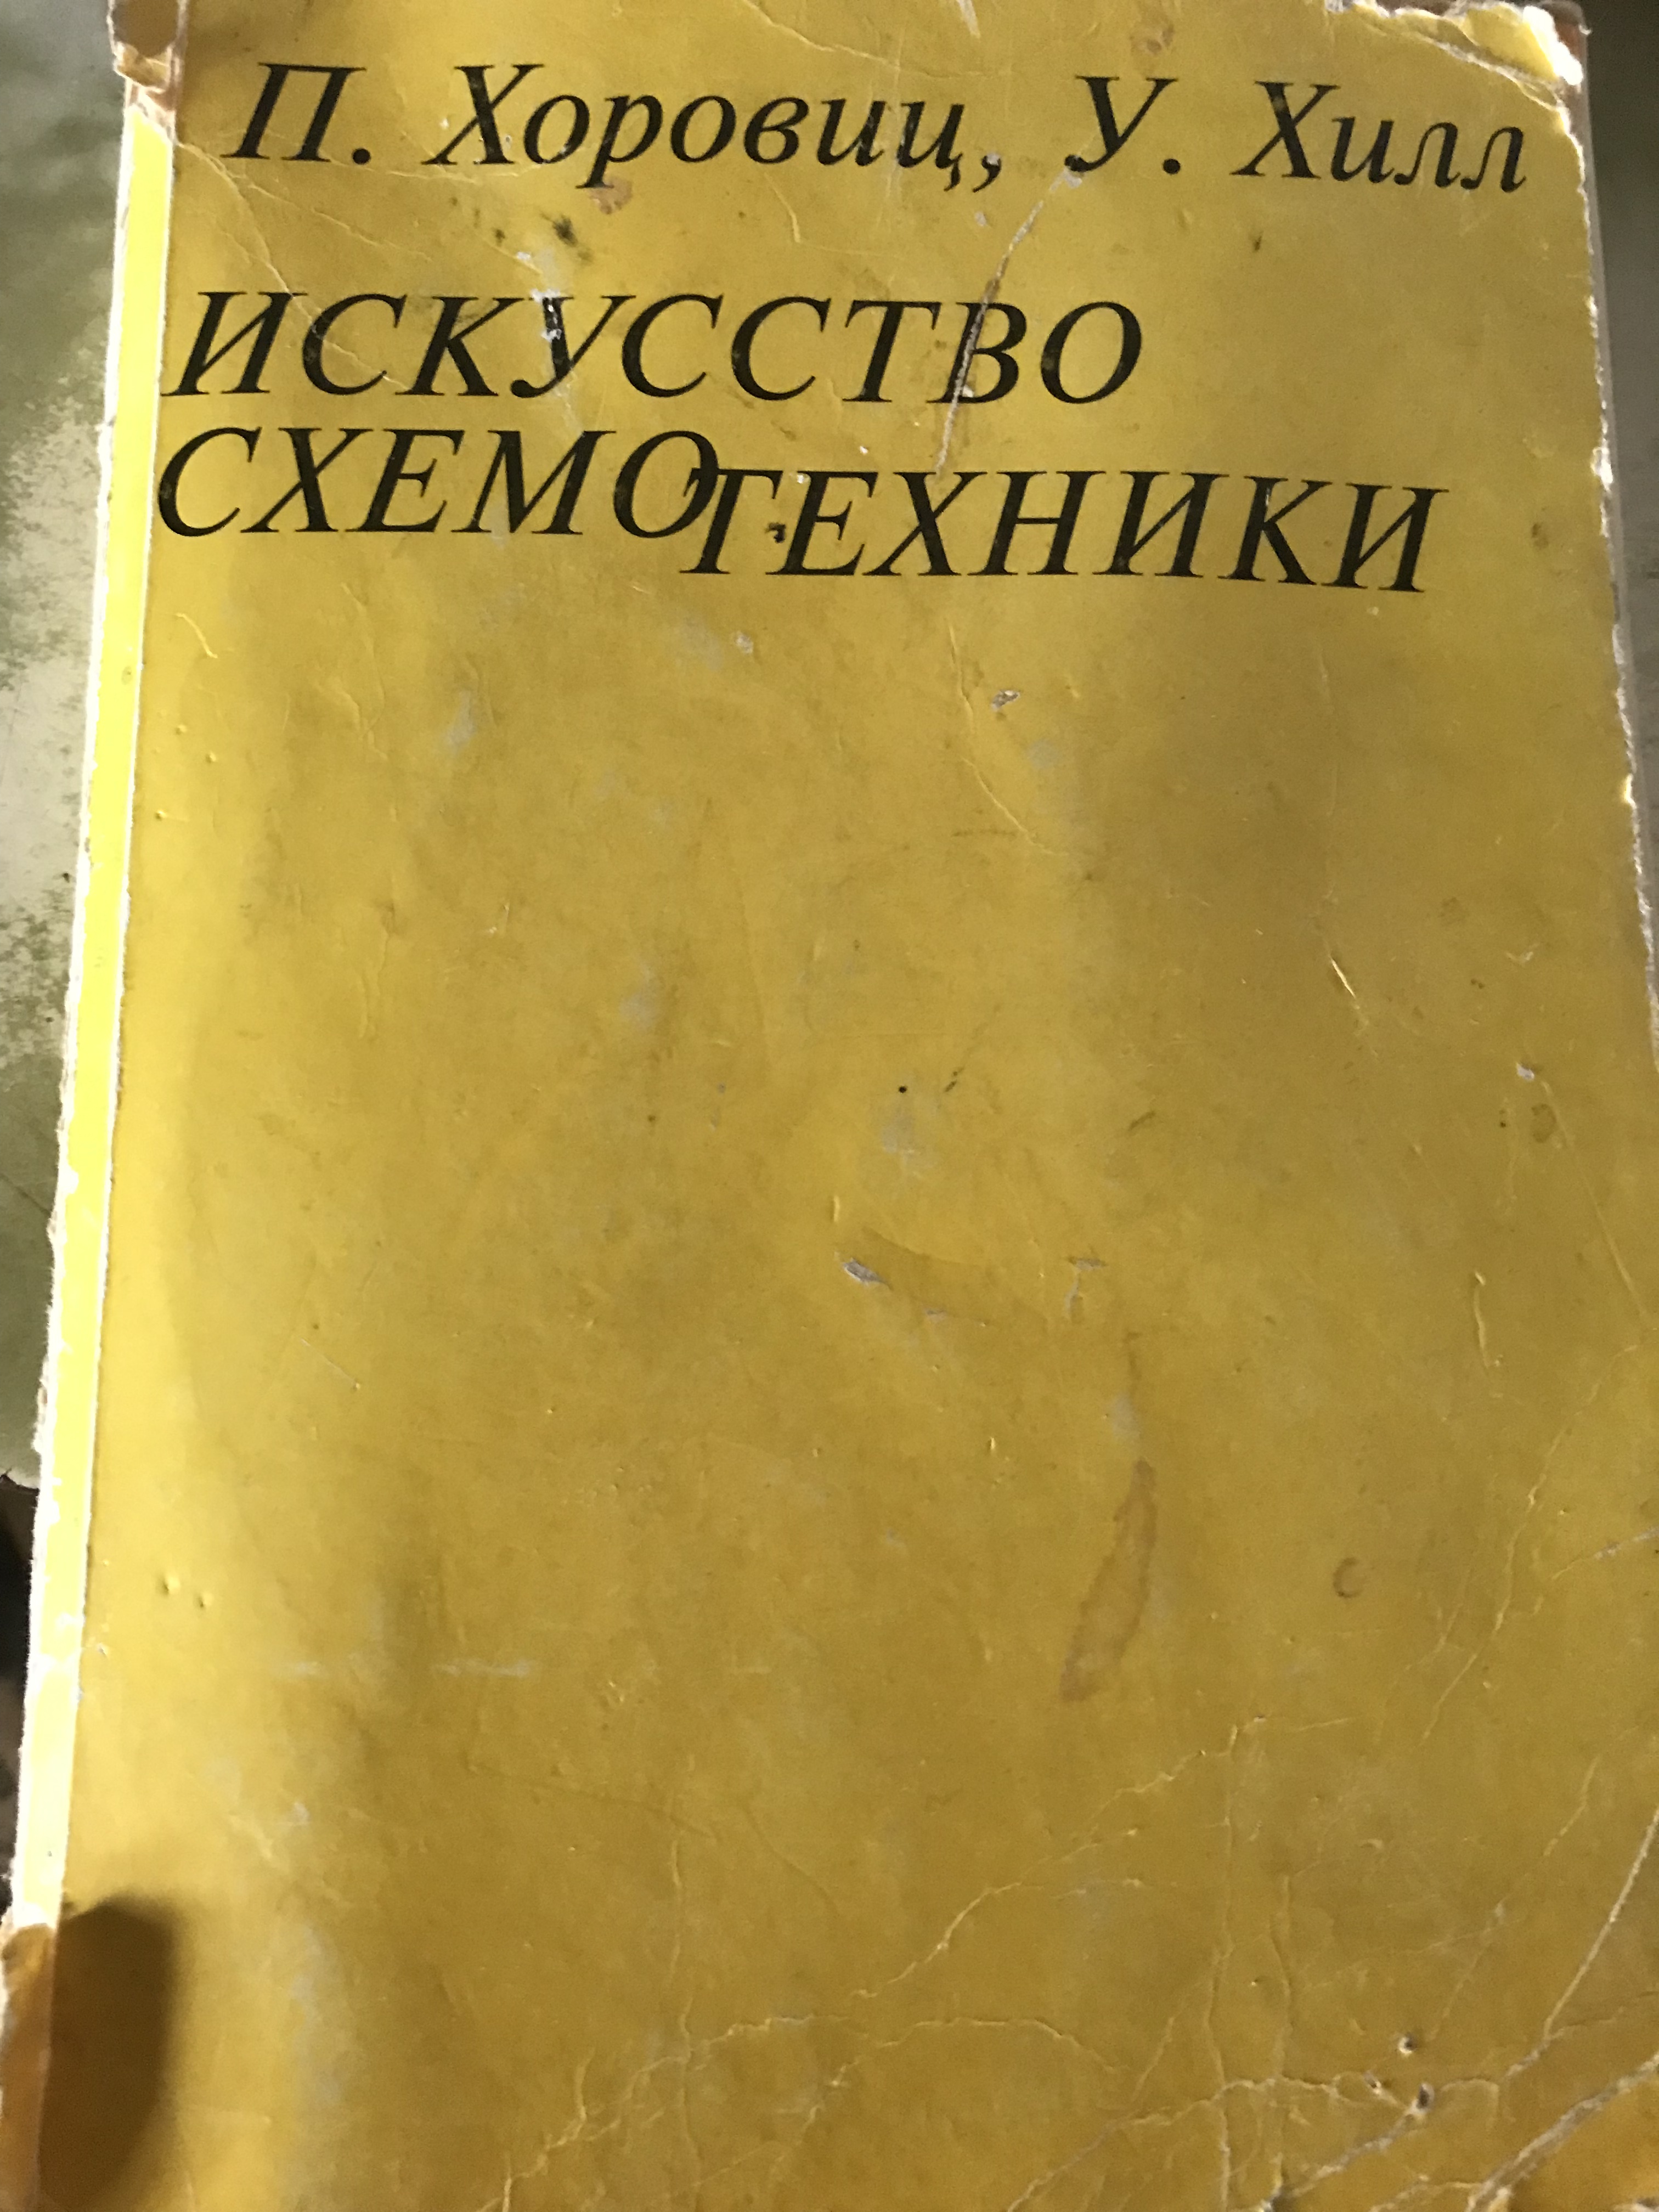 П. Хоровиц, У. Хилл
ИСКУССТВО
СХЕМОТЕХНИКИ